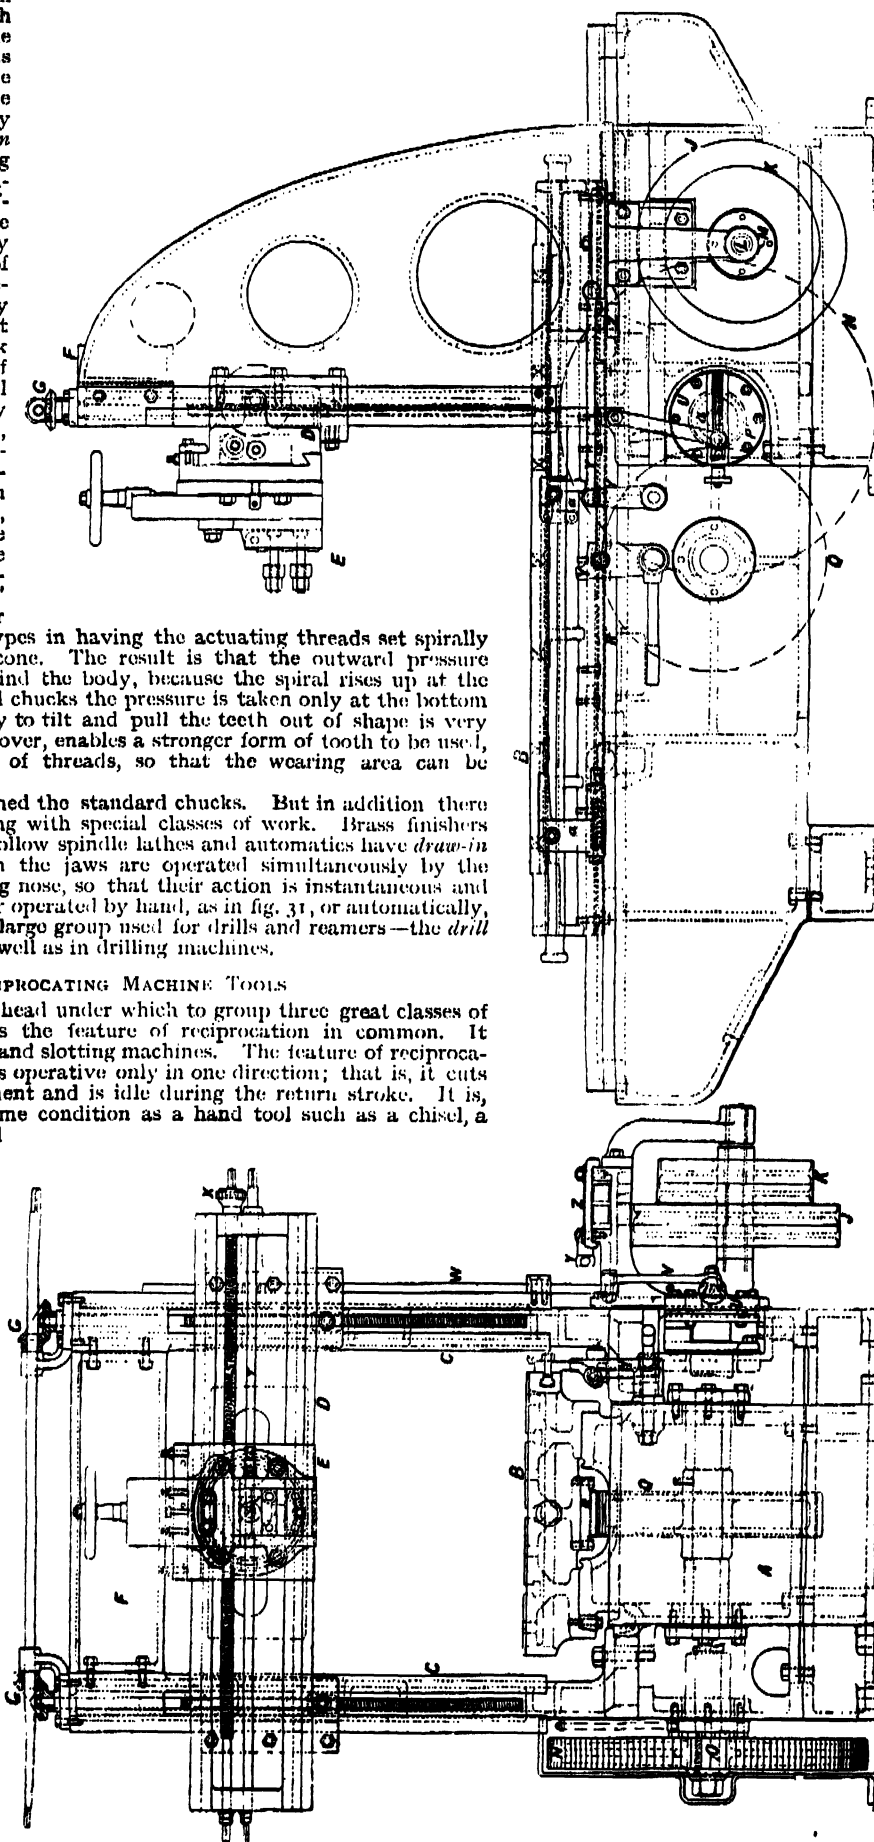 h
e
s
e
e
y
n
g
e
y
of
y
t
k
f
l
y
,
n
,
e
e
r
ypes in having the actuating threads set spirally
cone. The result is that the outward pressure
ind the body, because the spiral rises up at the
l chucks the pressure is taken only at the bottom
y to tilt and pull the teeth out of shape is very
over, enables a stronger form of tooth to be used,
of threads, so that the wearing area can be
ned the standard chucks. But in addition there
ng with special classes of work. Brass finishers
ollow spindle lathes and automatics have draw-in
n the jaws are operated simultaneously by the
g nose, so that their action is instantaneous and
r operated by hand, as in fig. 31, or automatically,
large group used for drills and reamers—the drill
well as in drilling machines.
PROCATING MACHINE TOOLS
head under which to group three great classes of
s the feature of reciprocation in common. It
and slotting machines. The feature of reciproca-
s operative only in one direction; that is, it cuts
nent and is idle during the return stroke. It is,
me condition as a hand tool such as a chisel, a
l
F
G
D
E
J
K
L
M
N
U
P
Q
R
B
a
a
X
G
W
C
D
E
F
G
C
Y
Z
K
J
V
B
R
Q
A
N
O